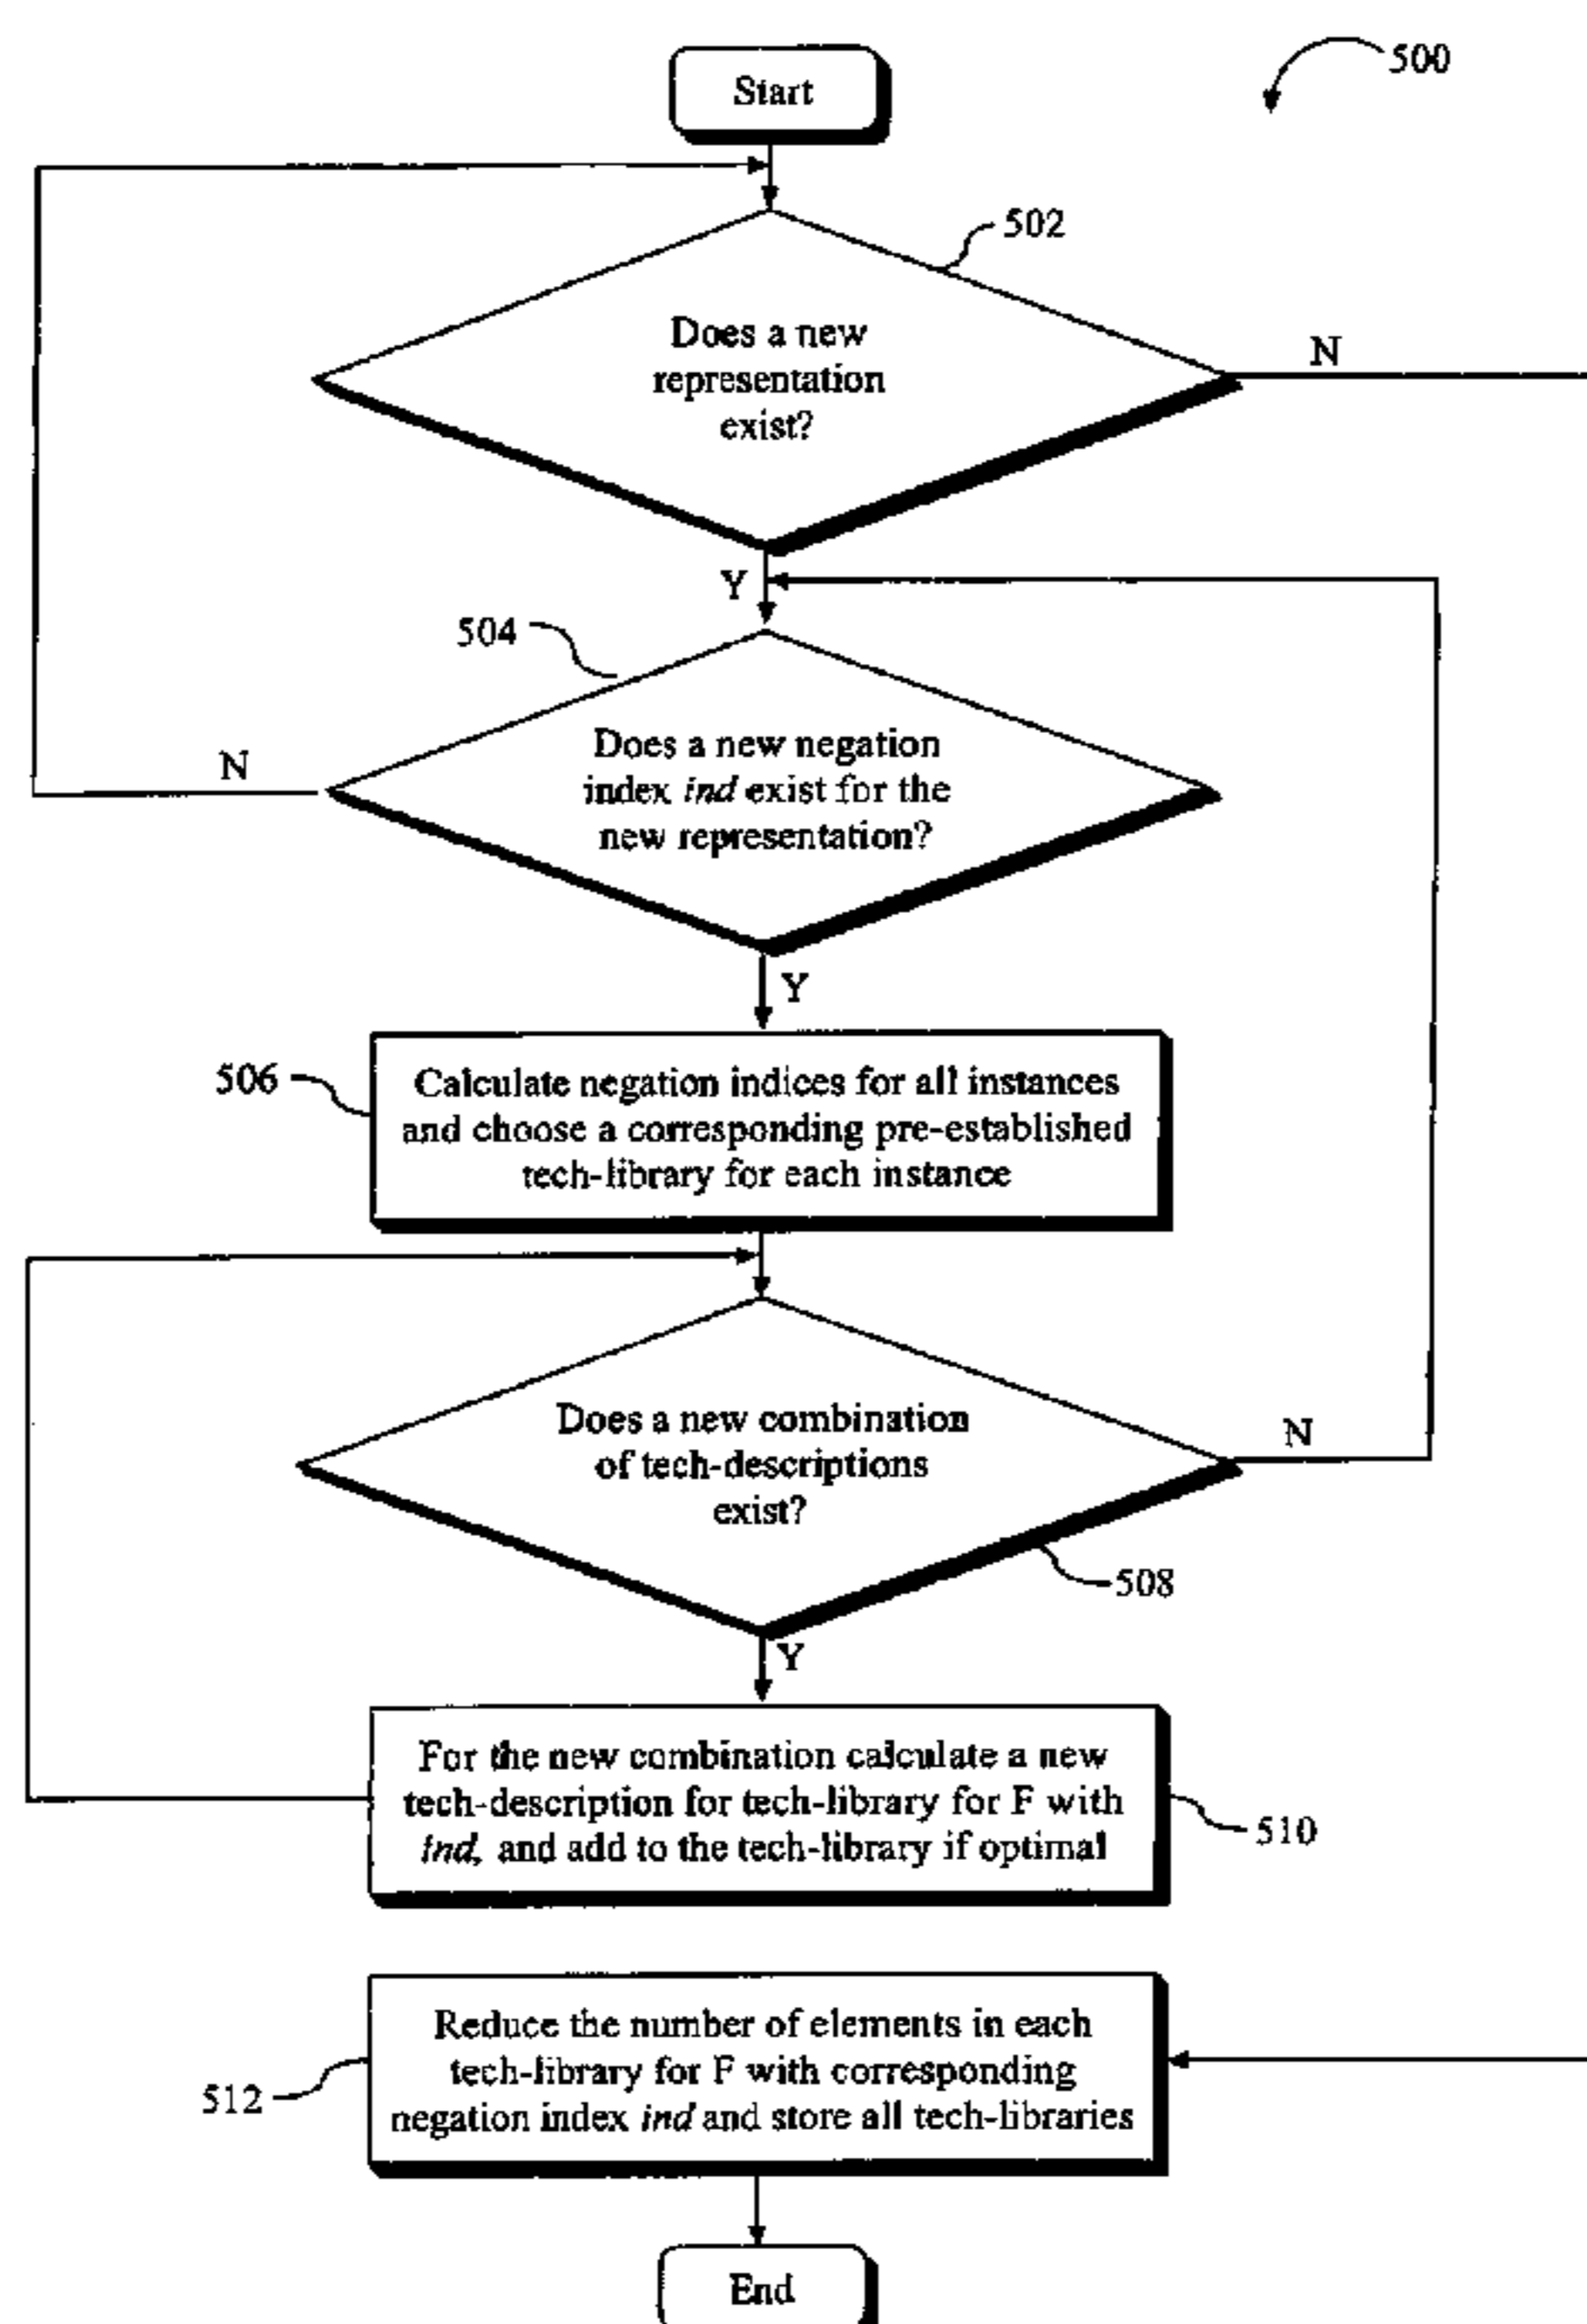 Start
500
502
Does a new
representation
exist?
N
Y
504
Does a new negation
index ind exist for the
new representation?
N
Y
506
Calculate negation indices for all instances
and choose a corresponding pre-established
tech-library for each instance
Does a new combination
of tech-descriptions
exist?
N
508
Y
For the new combination calculate a new
tech-description for tech-library for F with
ind, and add to the tech-library if optimal
510
Reduce the number of elements in each
tech-library for F with corresponding
negation index ind and store all tech-libraries
512
End